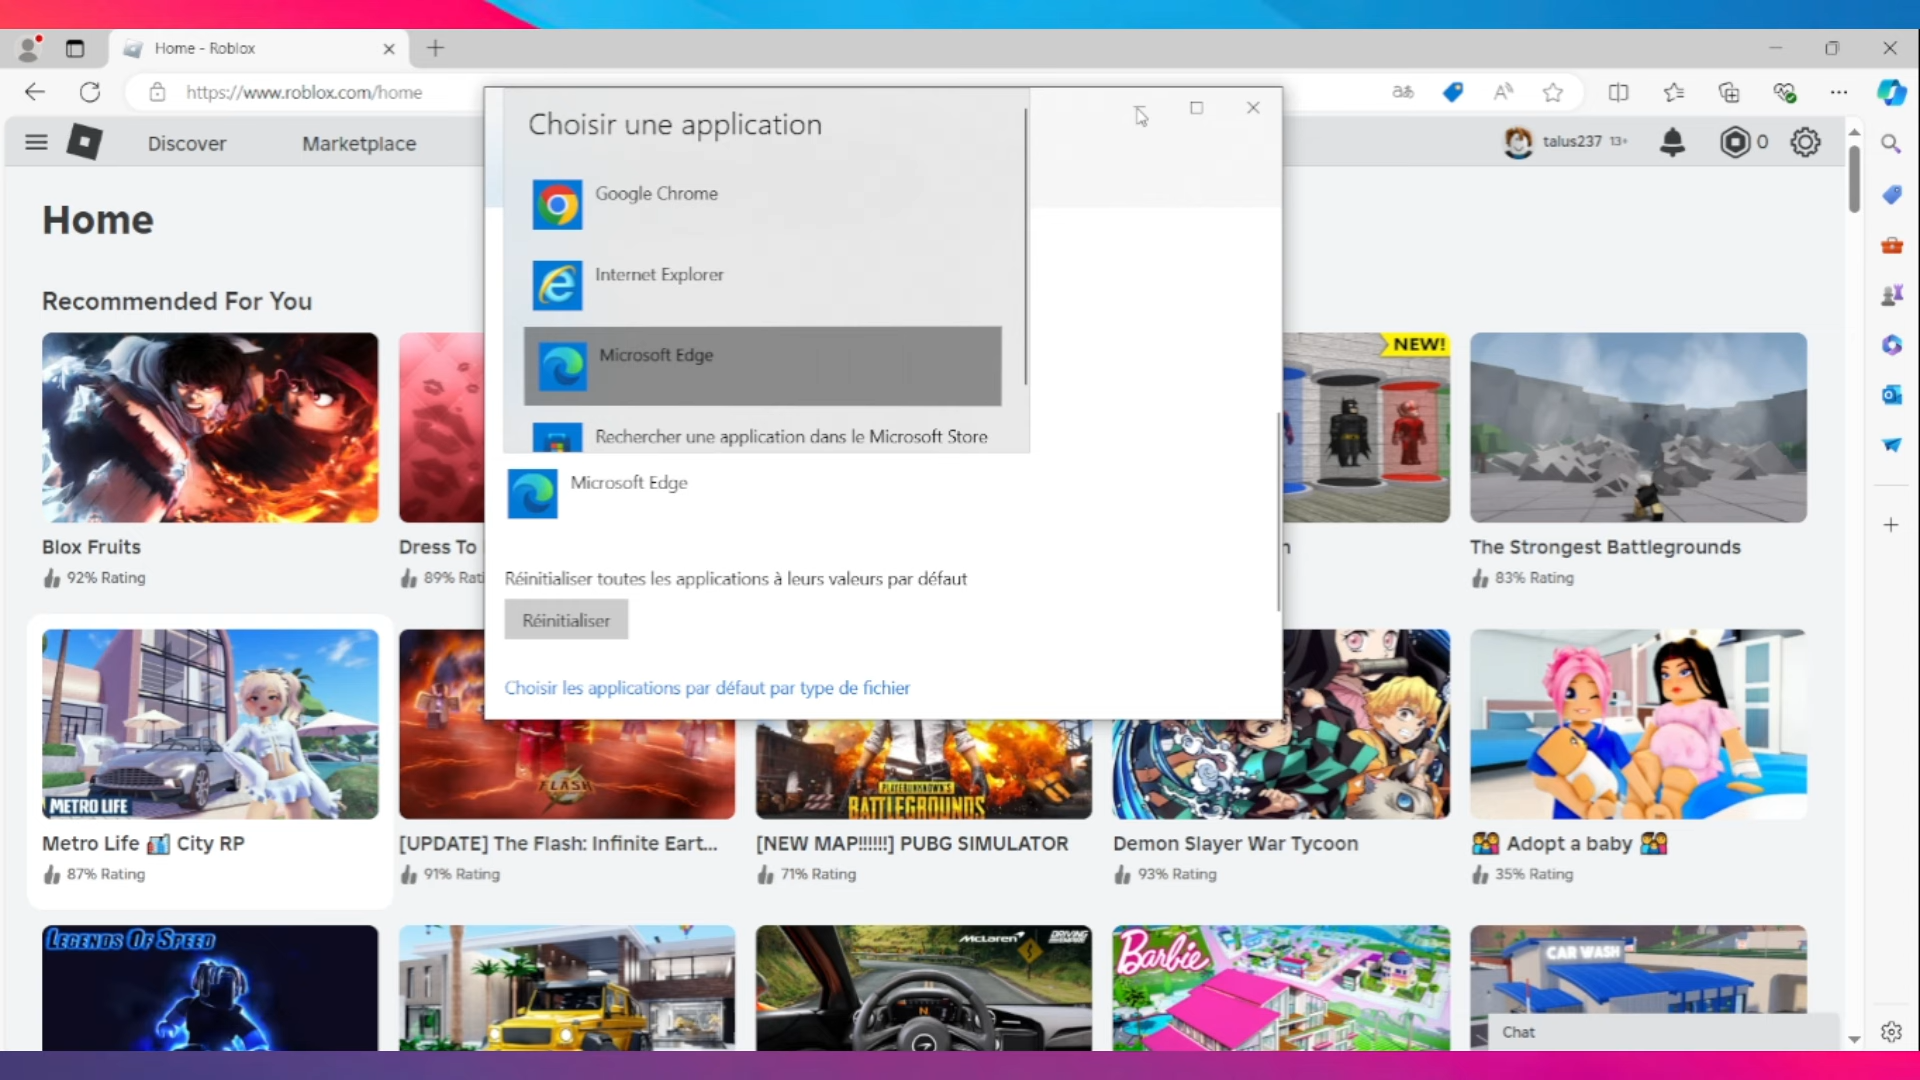 Home - Roblox
https://www.roblox.com/home
Discover
Marketplace
talus237 13+
0
Choisir une application
Google Chrome
Internet Explorer
Microsoft Edge
Rechercher une application dans le Microsoft Store
Microsoft Edge
Réinitialiser toutes les applications à leurs valeurs par défaut
Réinitialiser
Choisir les applications par défaut par type de fichier
Home
Recommended For You
NEW!
Blox Fruits
92% Rating
Dress To
89% Rati
The Strongest Battlegrounds
83% Rating
METRO LIFE
FLASH
PLAYERUNKNOWN'S
BATTLEGROUNDS
Metro Life 🛍️ City RP
87% Rating
[UPDATE] The Flash: Infinite Eart...
91% Rating
[NEW MAP!!!!!!] PUBG SIMULATOR
71% Rating
Demon Slayer War Tycoon
93% Rating
👨‍👩‍👦 Adopt a baby 👨‍👩‍👦
35% Rating
LEGENDS OF SPEED
McLaren
DRIVING
N
Barbie
CAR WASH
Chat